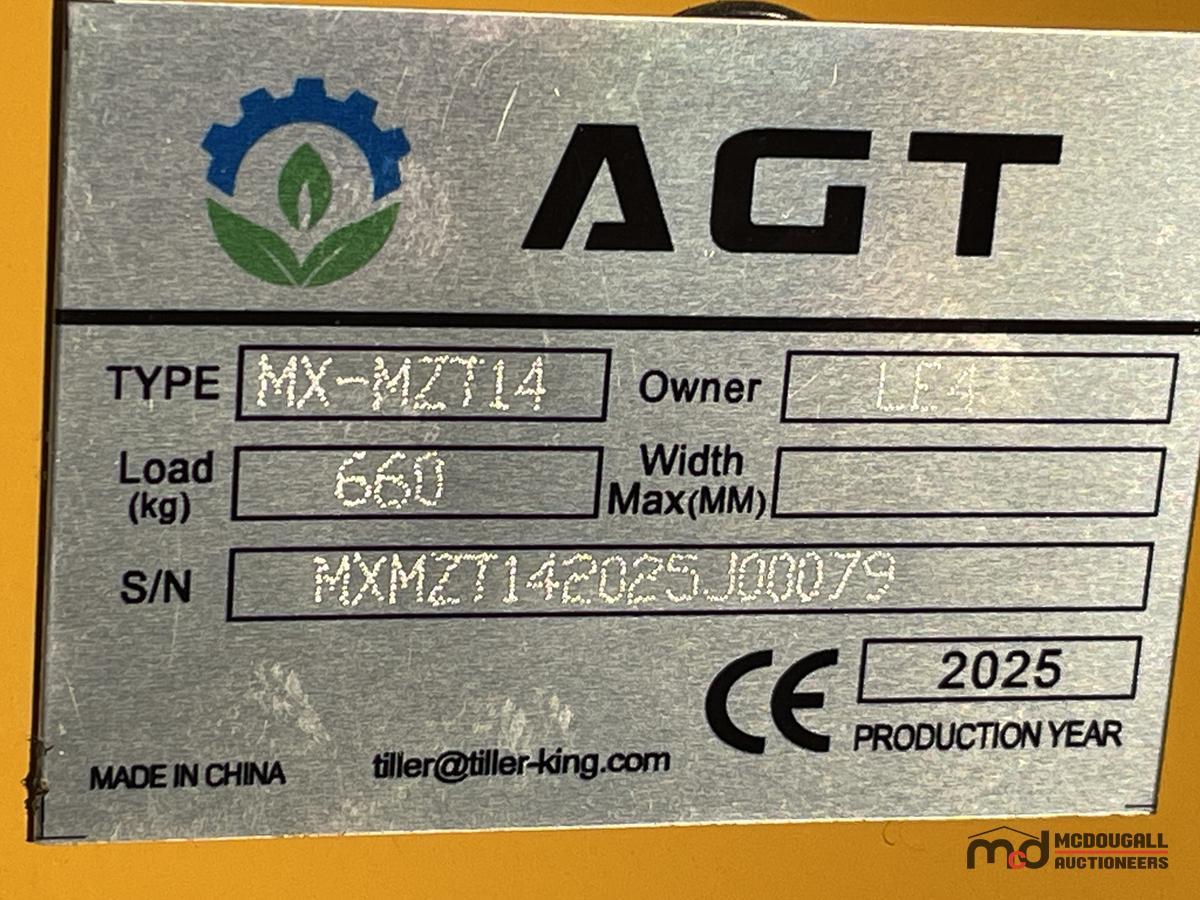 AGT
TYPE MX-MZT14 Owner LE4
Load (kg) 660 Width Max(MM)
S/N MXMZT142025J00079
CE 2025
PRODUCTION YEAR
MADE IN CHINA tiller@tiller-king.com
mcd MCDOUGALL
AUCTIONEERS